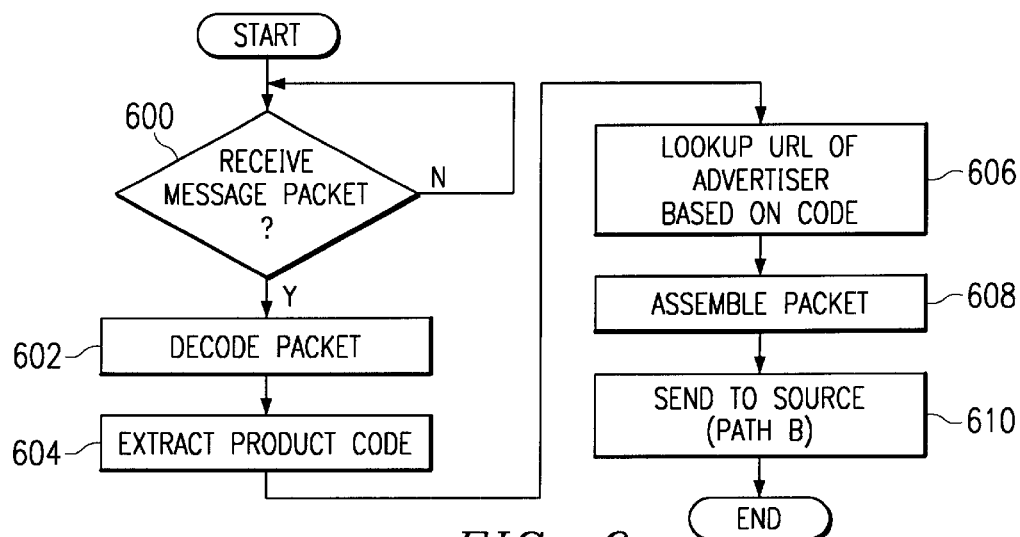 START
600
RECEIVE
MESSAGE PACKET
?
N
Y
602
DECODE PACKET
604
EXTRACT PRODUCT CODE
LOOKUP URL OF
ADVERTISER
BASED ON CODE
606
ASSEMBLE PACKET
608
SEND TO SOURCE
(PATH B)
610
END